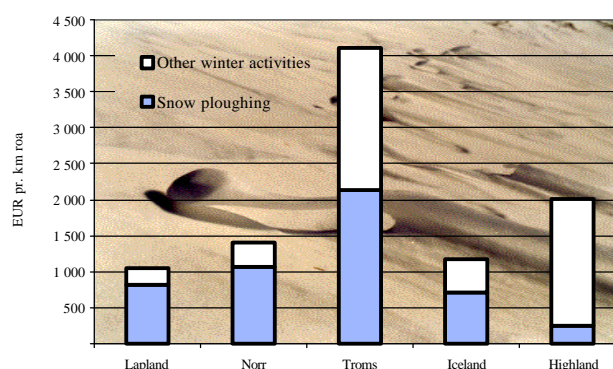 4 500
4 000
3 500
3 000
2 500
2 000
1 500
1 000
500
EUR pr. km roa
Other winter activities
Snow ploughing
Lapland Norr Troms Iceland Highland